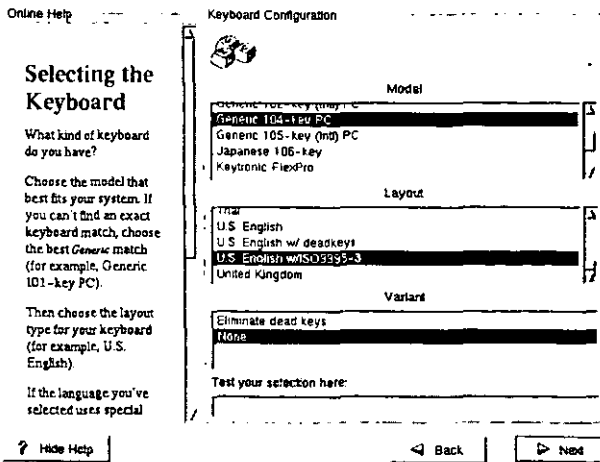 Online Help
Selecting the
Keyboard
What kind of keyboard
do you have?
Choose the model that
best fits your system. If
you can't find an exact
keyboard match, choose
the best Generic match
(for example, Generic
101-key PC).
Then choose the layout
type for your keyboard
(for example, U.S.
English).
If the language you've
selected uses special
Keyboard Configuration
Model
Generic 102-key (Intl) PC
Generic 104-key PC
Generic 105-key (Intl) PC
Japanese 106-key
Keytronic FlexPro
Layout
Thai
U.S. English
U.S. English w/ deadkeys
U.S. English w/ISO9995-3
United Kingdom
Variant
Eliminate dead keys
None
Test your selection here:
? Hide Help
Back
Next